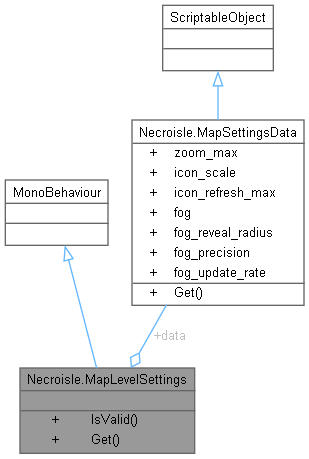 ScriptableObject
Necroisle.MapSettingsData
+ zoom_max
+ icon_scale
+ icon_refresh_max
+ fog
+ fog_reveal_radius
+ fog_precision
+ fog_update_rate
+ Get()
MonoBehaviour
+data
Necroisle.MapLevelSettings
+ IsValid()
+ Get()